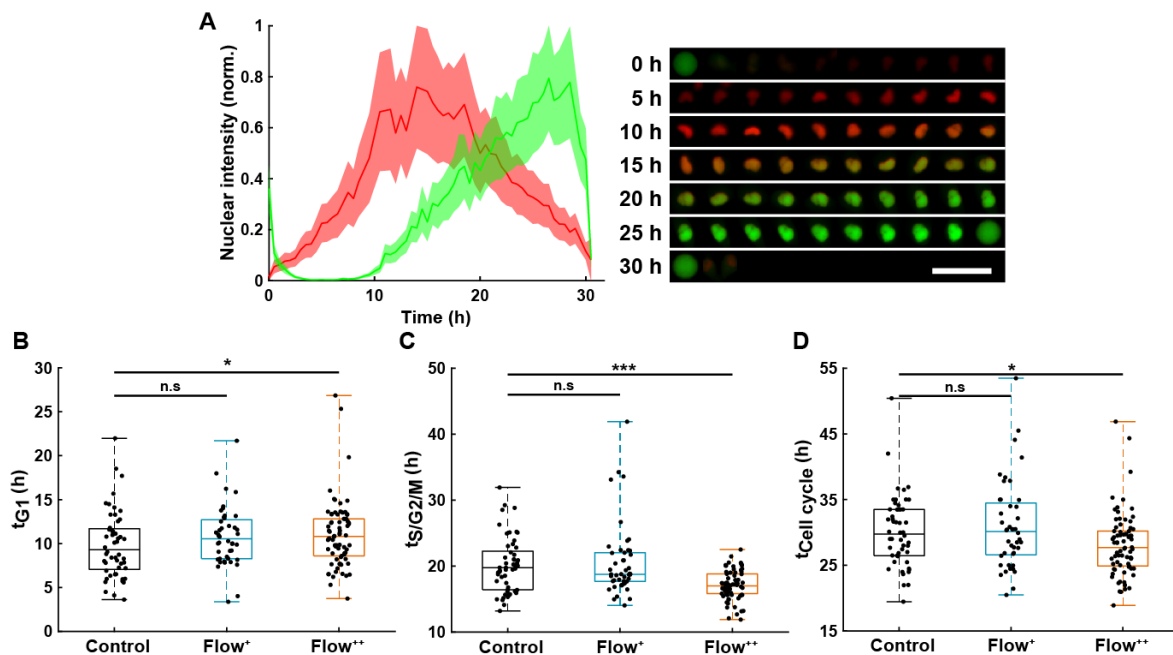 A
Nuclear intensity (norm.)
1
0.8
0.6
0.4
0.2
0
0
10
20
30
Time (h)
0 h
5 h
10 h
15 h
20 h
25 h
30 h
B
tG1 (h)
30
25
20
15
10
5
0
*
n.s
Control
Flow⁺
Flow⁺⁺
C
tS/G2/M (h)
50
40
30
20
10
***
n.s
Control
Flow⁺
Flow⁺⁺
D
tCell cycle (h)
55
45
35
25
15
*
n.s
Control
Flow⁺
Flow⁺⁺